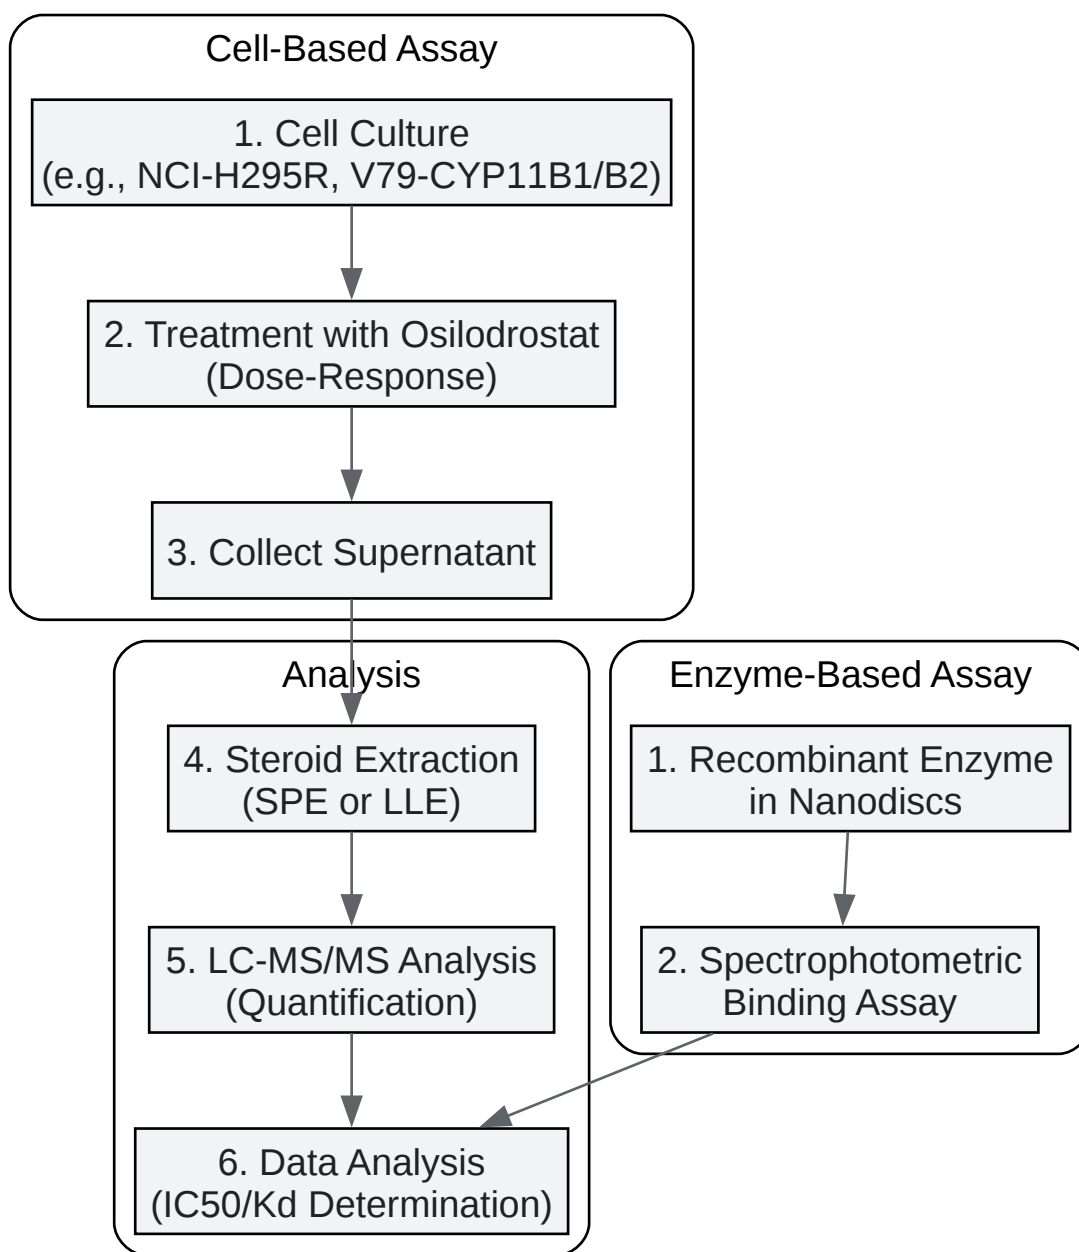 Cell-Based Assay
1. Cell Culture
(e.g., NCI-H295R, V79-CYP11B1/B2)
2. Treatment with Osilodrostat
(Dose-Response)
3. Collect Supernatant
Analysis
4. Steroid Extraction
(SPE or LLE)
5. LC-MS/MS Analysis
(Quantification)
6. Data Analysis
(IC50/Kd Determination)
Enzyme-Based Assay
1. Recombinant Enzyme
in Nanodiscs
2. Spectrophotometric
Binding Assay